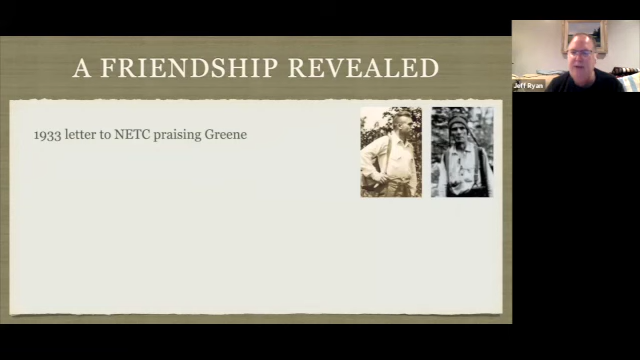 A FRIENDSHIP REVEALED
1933 letter to NETC praising Greene
Jeff Ryan